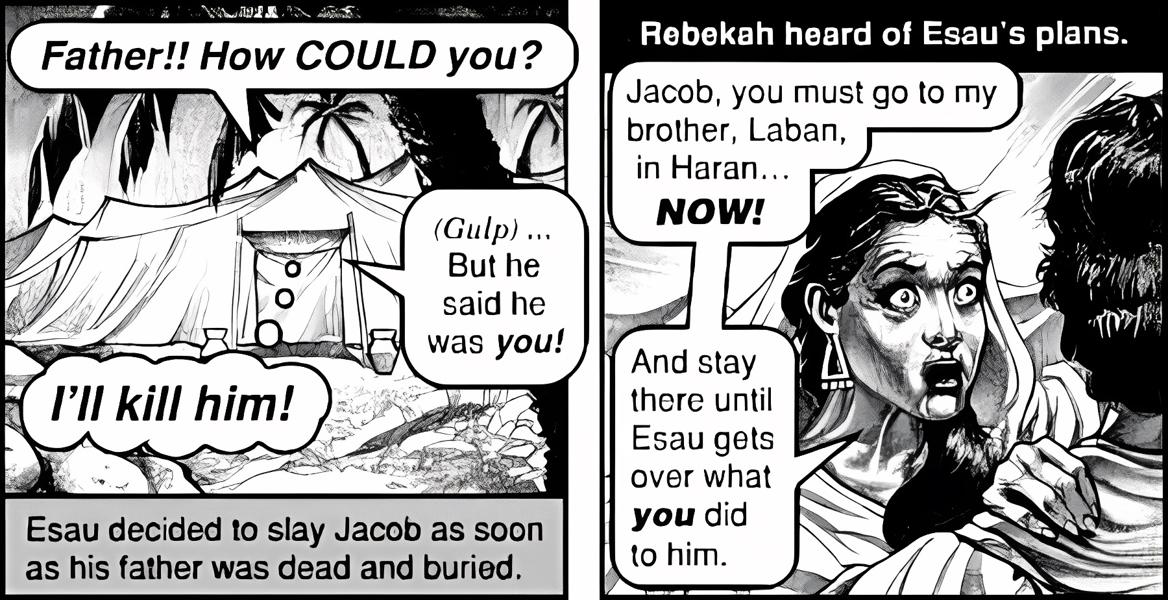 Father!! How COULD you?
(Gulp) ...
But he
said he
was you!
I'll kill him!
Esau decided to slay Jacob as soon
as his father was dead and buried.
Rebekah heard of Esau's plans.
Jacob, you must go to my
brother, Laban,
in Haran...
NOW!
And stay
there until
Esau gets
over what
you did
to him.